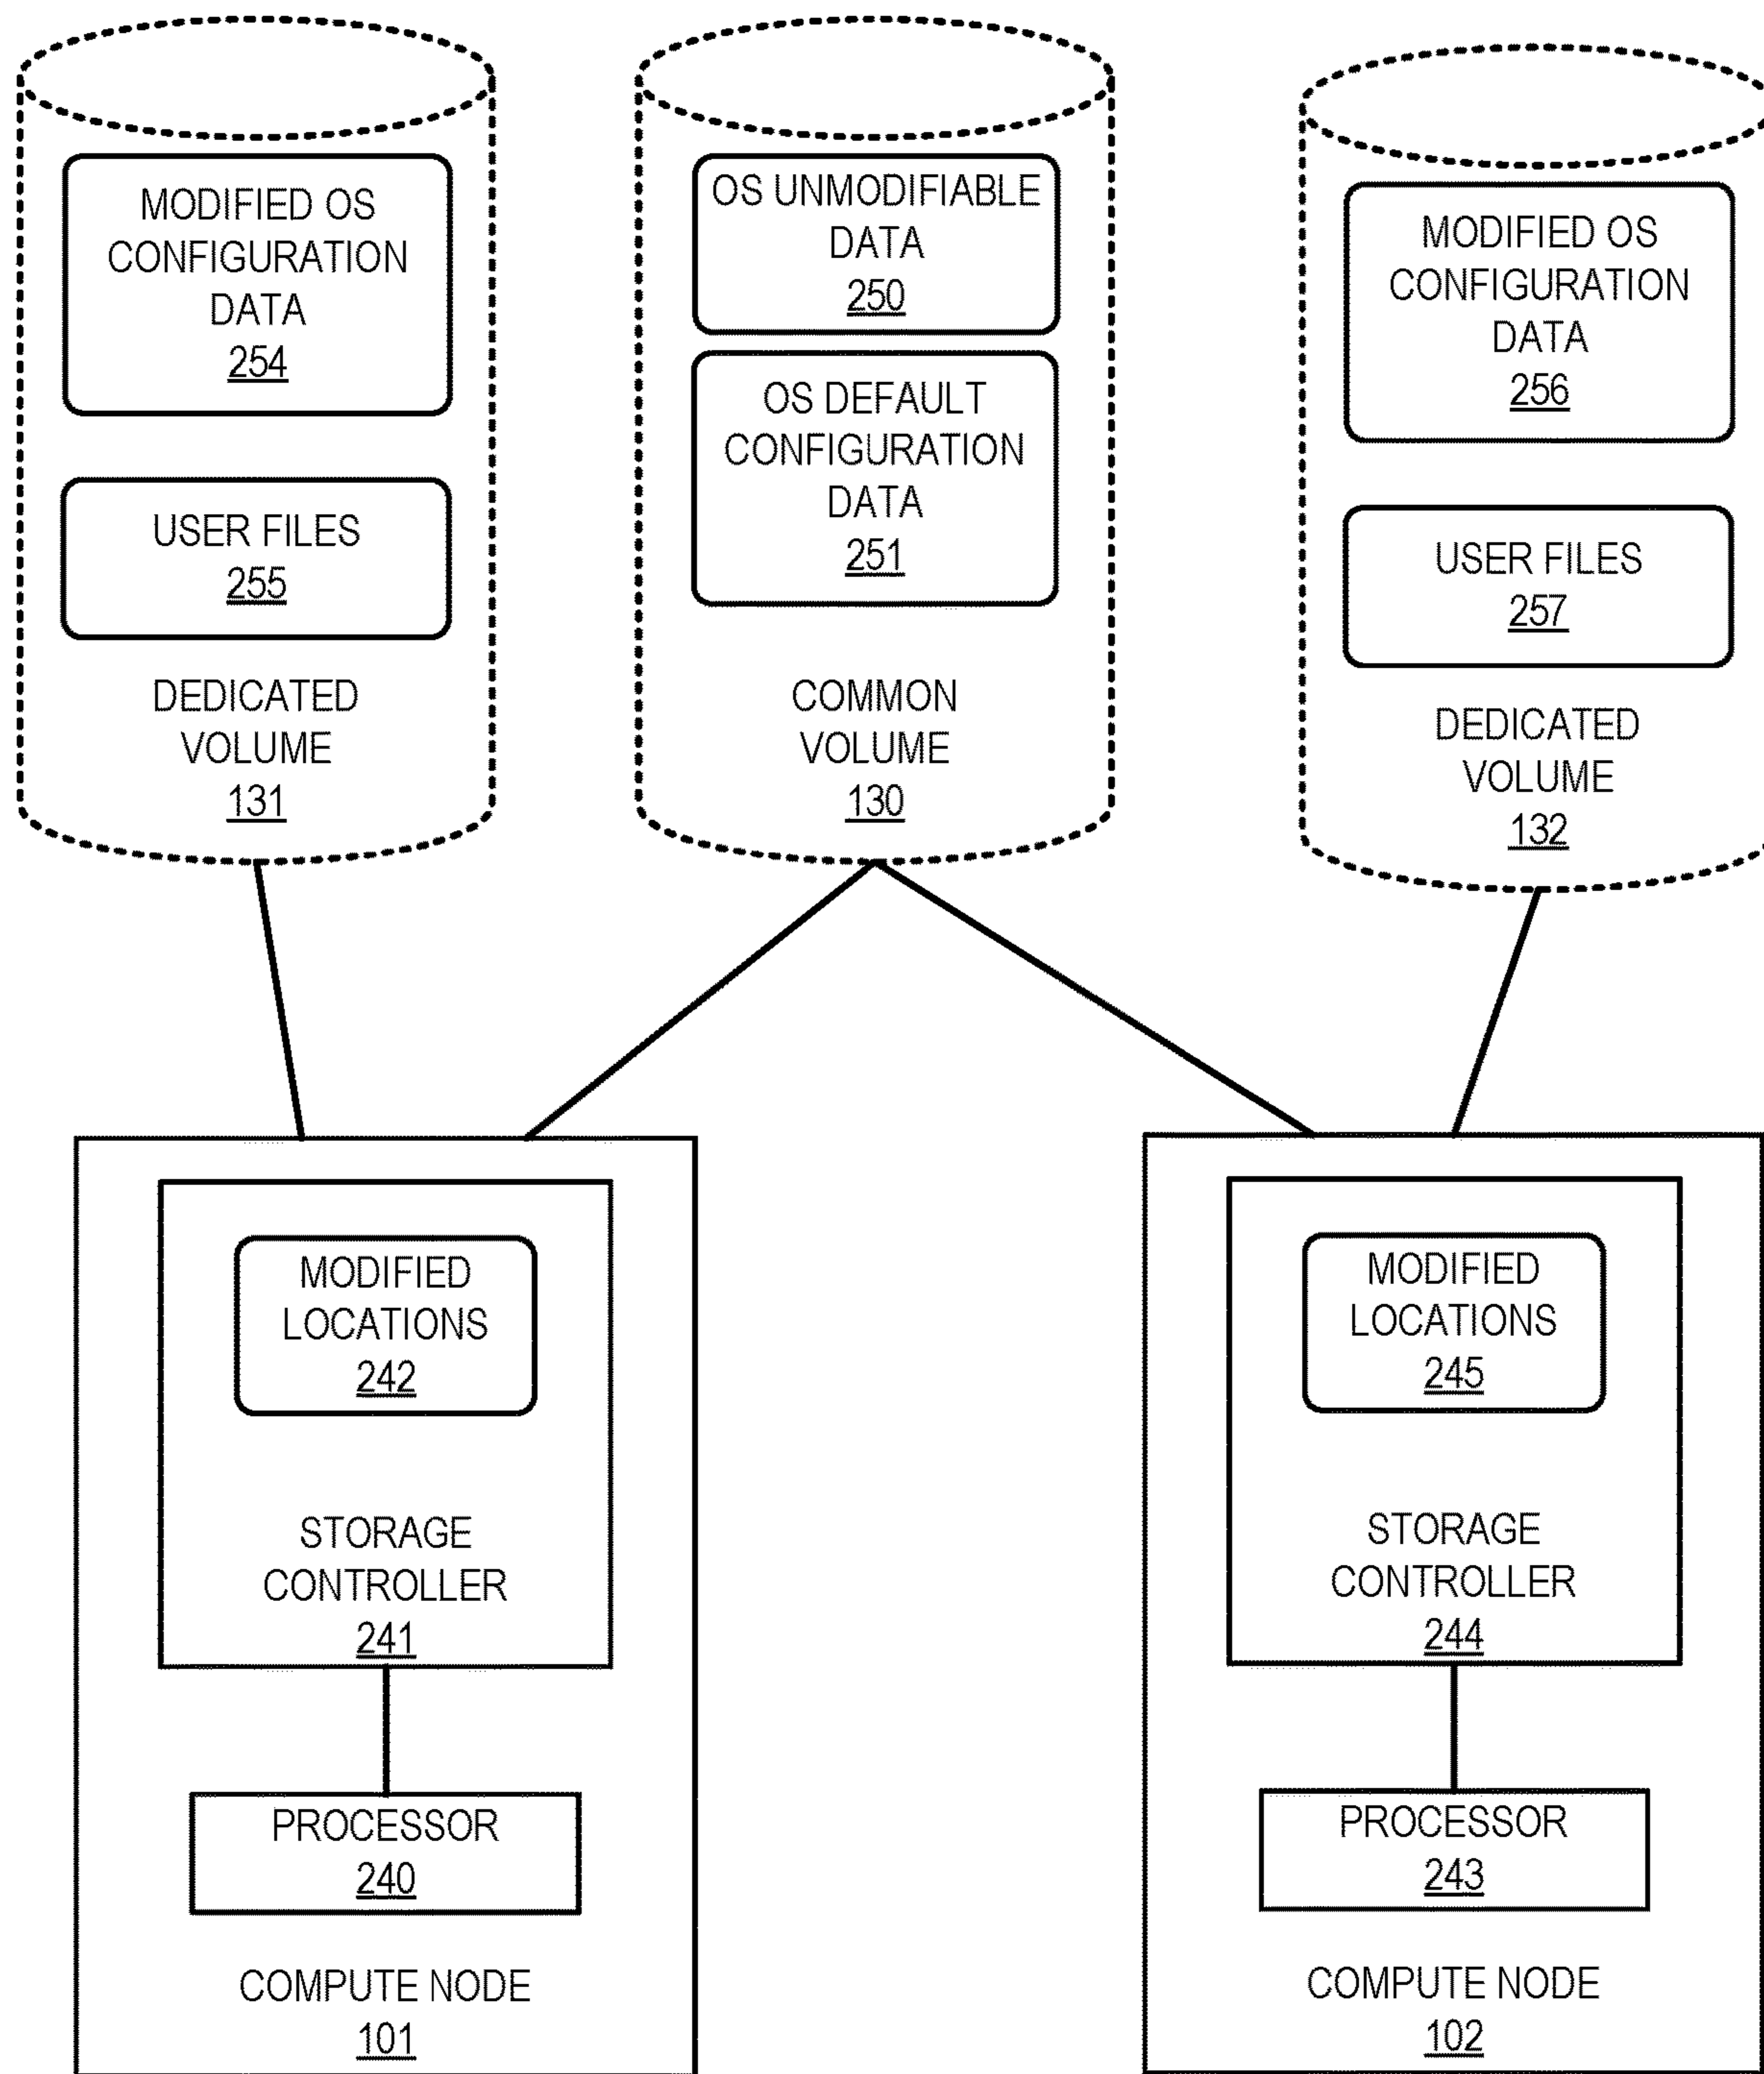 MODIFIED OS
CONFIGURATION
DATA
254
USER FILES
255
DEDICATED
VOLUME
131
OS UNMODIFIABLE
DATA
250
OS DEFAULT
CONFIGURATION
DATA
251
COMMON
VOLUME
130
MODIFIED OS
CONFIGURATION
DATA
256
USER FILES
257
DEDICATED
VOLUME
132
MODIFIED
LOCATIONS
242
STORAGE
CONTROLLER
241
PROCESSOR
240
COMPUTE NODE
101
MODIFIED
LOCATIONS
245
STORAGE
CONTROLLER
244
PROCESSOR
243
COMPUTE NODE
102